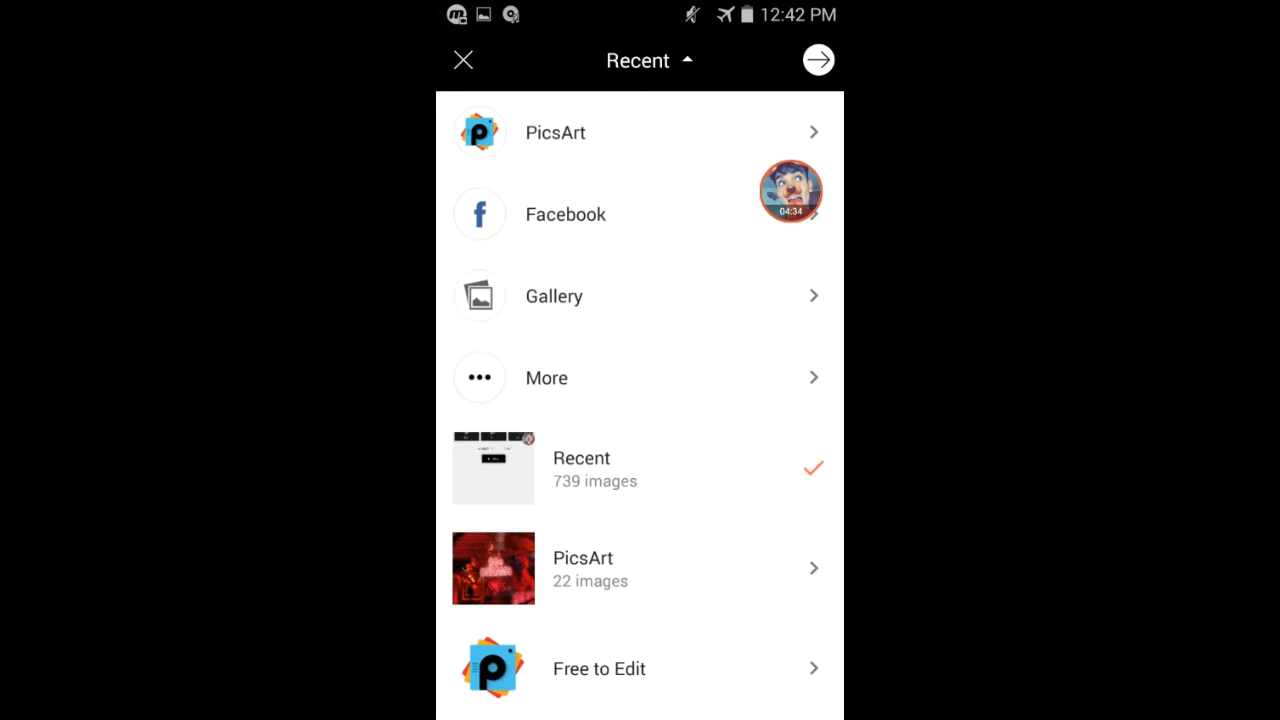 12:42 PM
Recent
PicsArt
04:34
Facebook
Gallery
More
Recent
739 images
PicsArt
22 images
Free to Edit